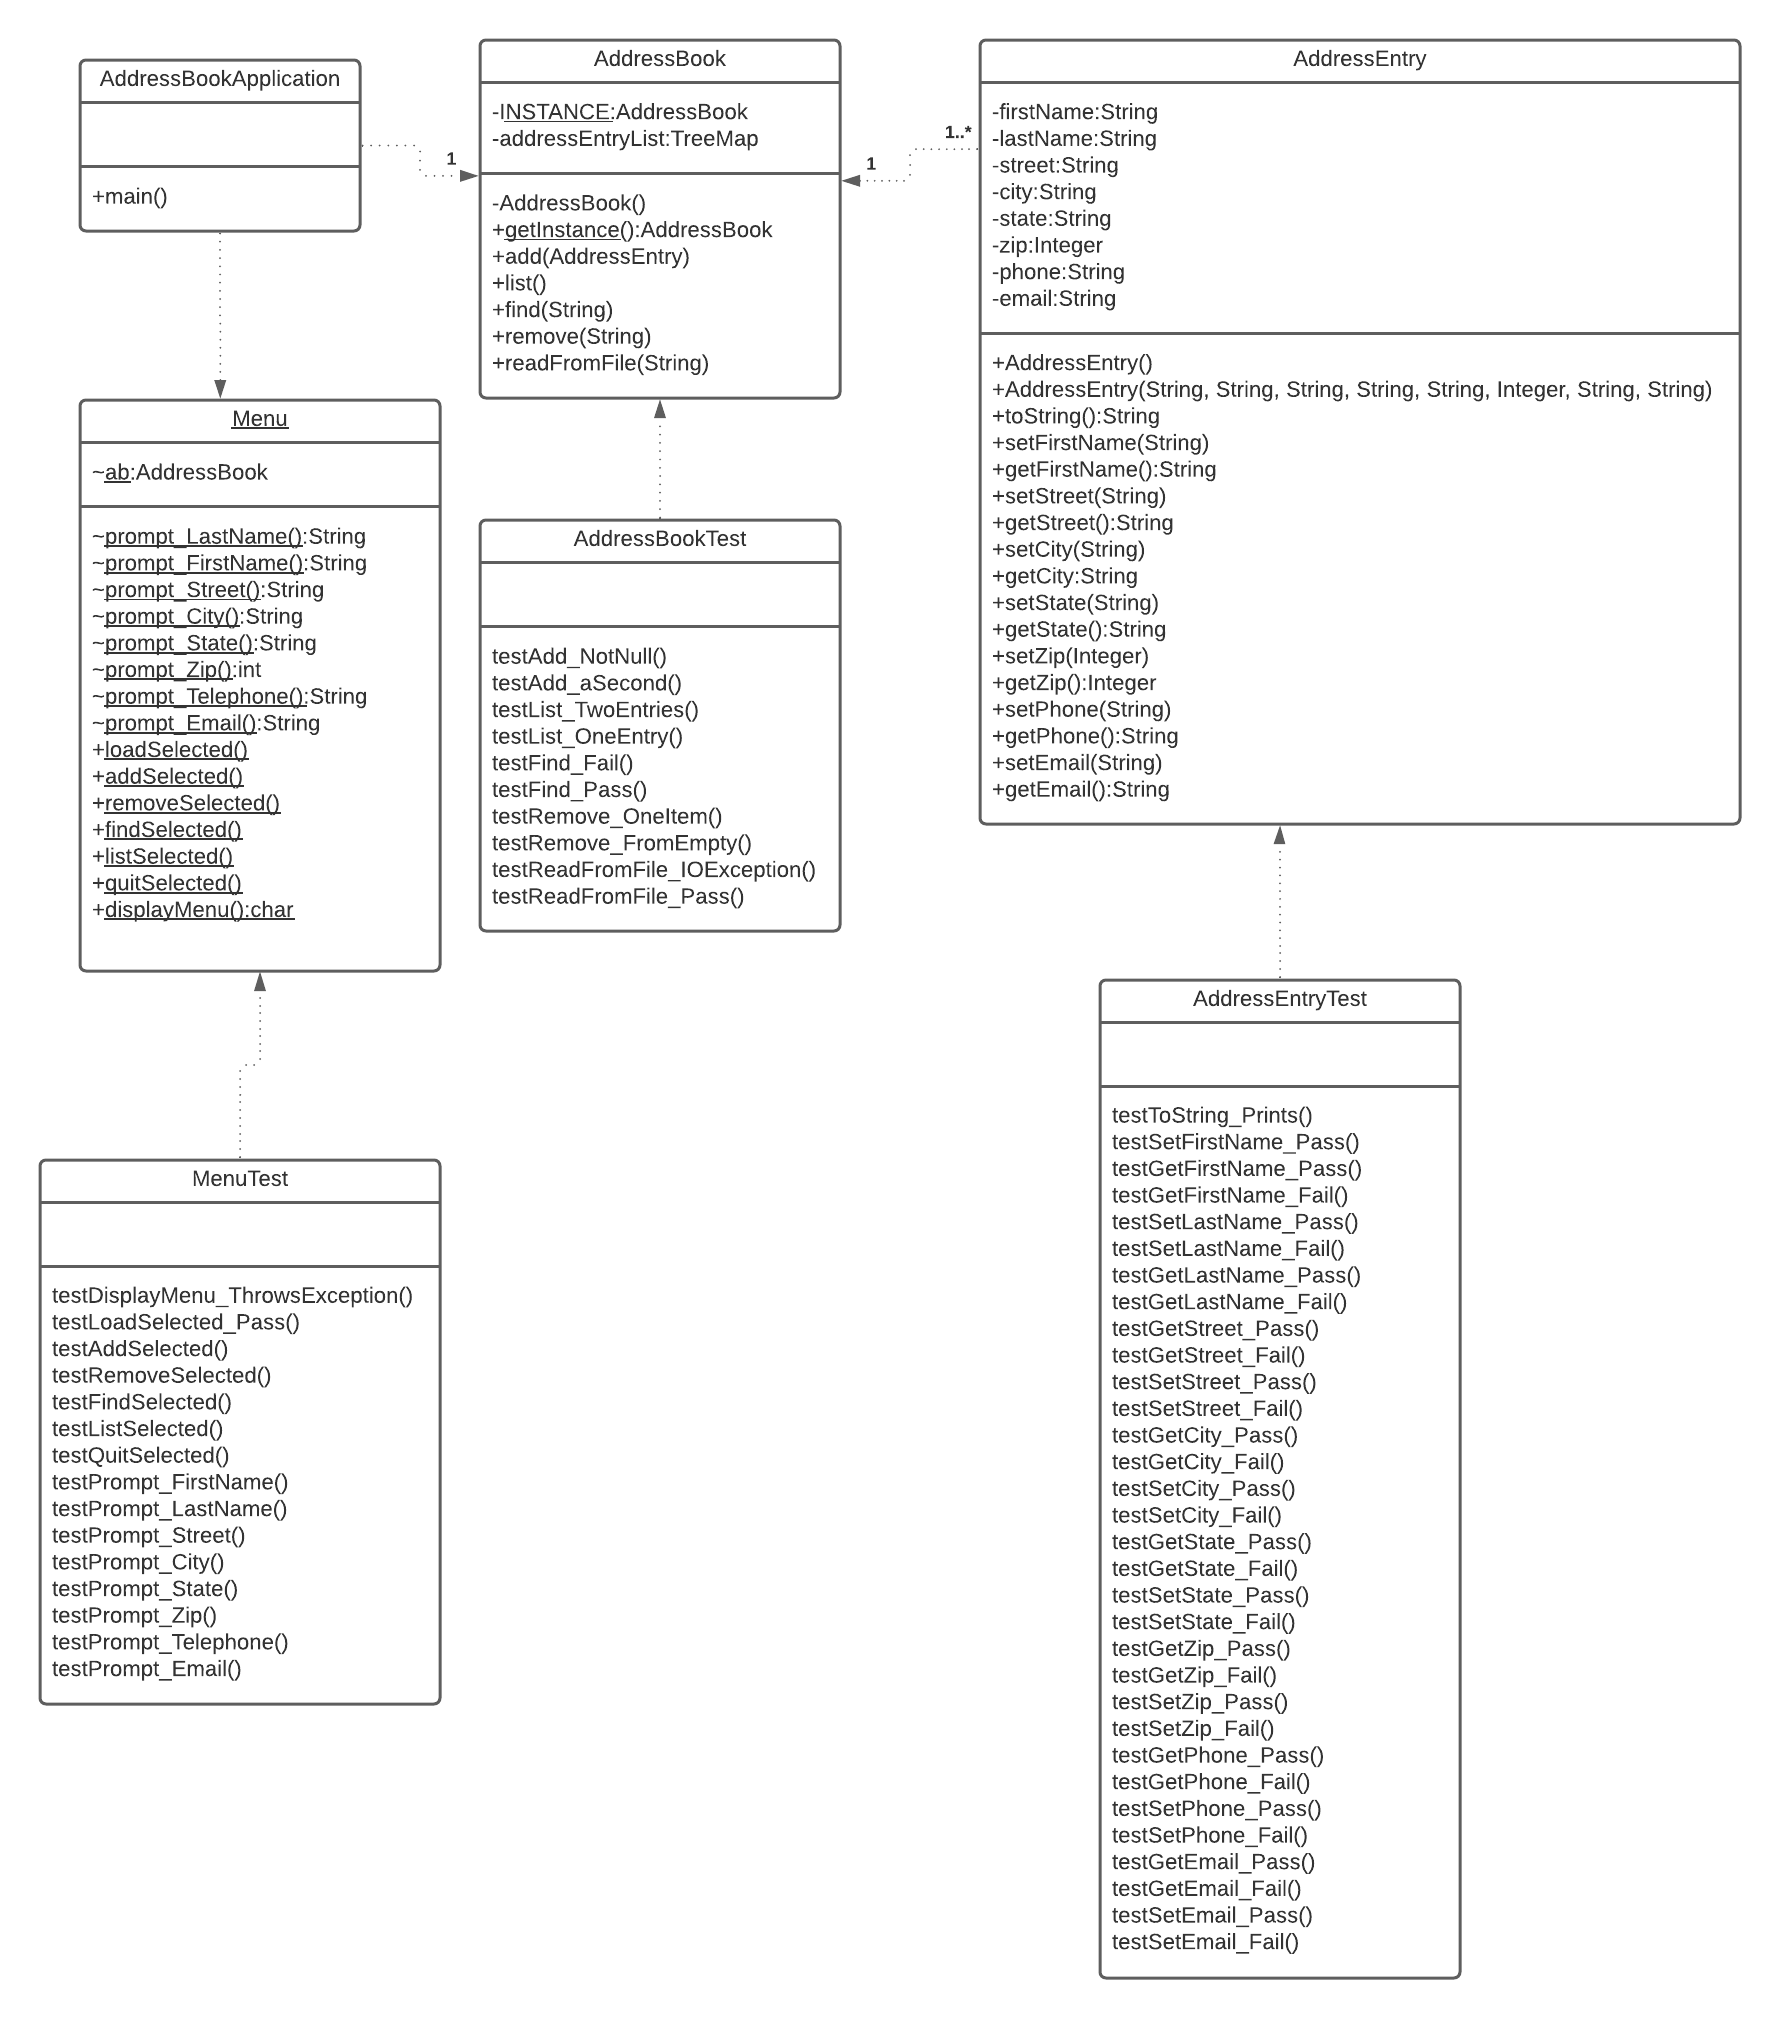 AddressBookApplication
+main()
1
AddressBook
-INSTANCE:AddressBook
-addressEntryList:TreeMap
-AddressBook()
+getInstance():AddressBook
+add(AddressEntry)
+list()
+find(String)
+remove(String)
+readFromFile(String)
1
1..*
AddressEntry
-firstName:String
-lastName:String
-street:String
-city:String
-state:String
-zip:Integer
-phone:String
-email:String
+AddressEntry()
+AddressEntry(String, String, String, String, String, Integer, String, String)
+toString():String
+setFirstName(String)
+getFirstName():String
+setStreet(String)
+getStreet():String
+setCity(String)
+getCity:String
+setState(String)
+getState():String
+setZip(Integer)
+getZip():Integer
+setPhone(String)
+getPhone():String
+setEmail(String)
+getEmail():String
Menu
~ab:AddressBook
~prompt_LastName():String
~prompt_FirstName():String
~prompt_Street():String
~prompt_City():String
~prompt_State():String
~prompt_Zip():int
~prompt_Telephone():String
~prompt_Email():String
+loadSelected()
+addSelected()
+removeSelected()
+findSelected()
+listSelected()
+quitSelected()
+displayMenu():char
AddressBookTest
testAdd_NotNull()
testAdd_aSecond()
testList_TwoEntries()
testList_OneEntry()
testFind_Fail()
testFind_Pass()
testRemove_OneItem()
testRemove_FromEmpty()
testReadFromFile_IOException()
testReadFromFile_Pass()
MenuTest
testDisplayMenu_ThrowsException()
testLoadSelected_Pass()
testAddSelected()
testRemoveSelected()
testFindSelected()
testListSelected()
testQuitSelected()
testPrompt_FirstName()
testPrompt_LastName()
testPrompt_Street()
testPrompt_City()
testPrompt_State()
testPrompt_Zip()
testPrompt_Telephone()
testPrompt_Email()
AddressEntryTest
testToString_Prints()
testSetFirstName_Pass()
testGetFirstName_Pass()
testGetFirstName_Fail()
testSetLastName_Pass()
testSetLastName_Fail()
testGetLastName_Pass()
testGetLastName_Fail()
testGetStreet_Pass()
testGetStreet_Fail()
testSetStreet_Pass()
testSetStreet_Fail()
testGetCity_Pass()
testGetCity_Fail()
testSetCity_Pass()
testSetCity_Fail()
testGetState_Pass()
testGetState_Fail()
testSetState_Pass()
testSetState_Fail()
testGetZip_Pass()
testGetZip_Fail()
testSetZip_Pass()
testSetZip_Fail()
testGetPhone_Pass()
testGetPhone_Fail()
testSetPhone_Pass()
testSetPhone_Fail()
testGetEmail_Pass()
testGetEmail_Fail()
testSetEmail_Pass()
testSetEmail_Fail()